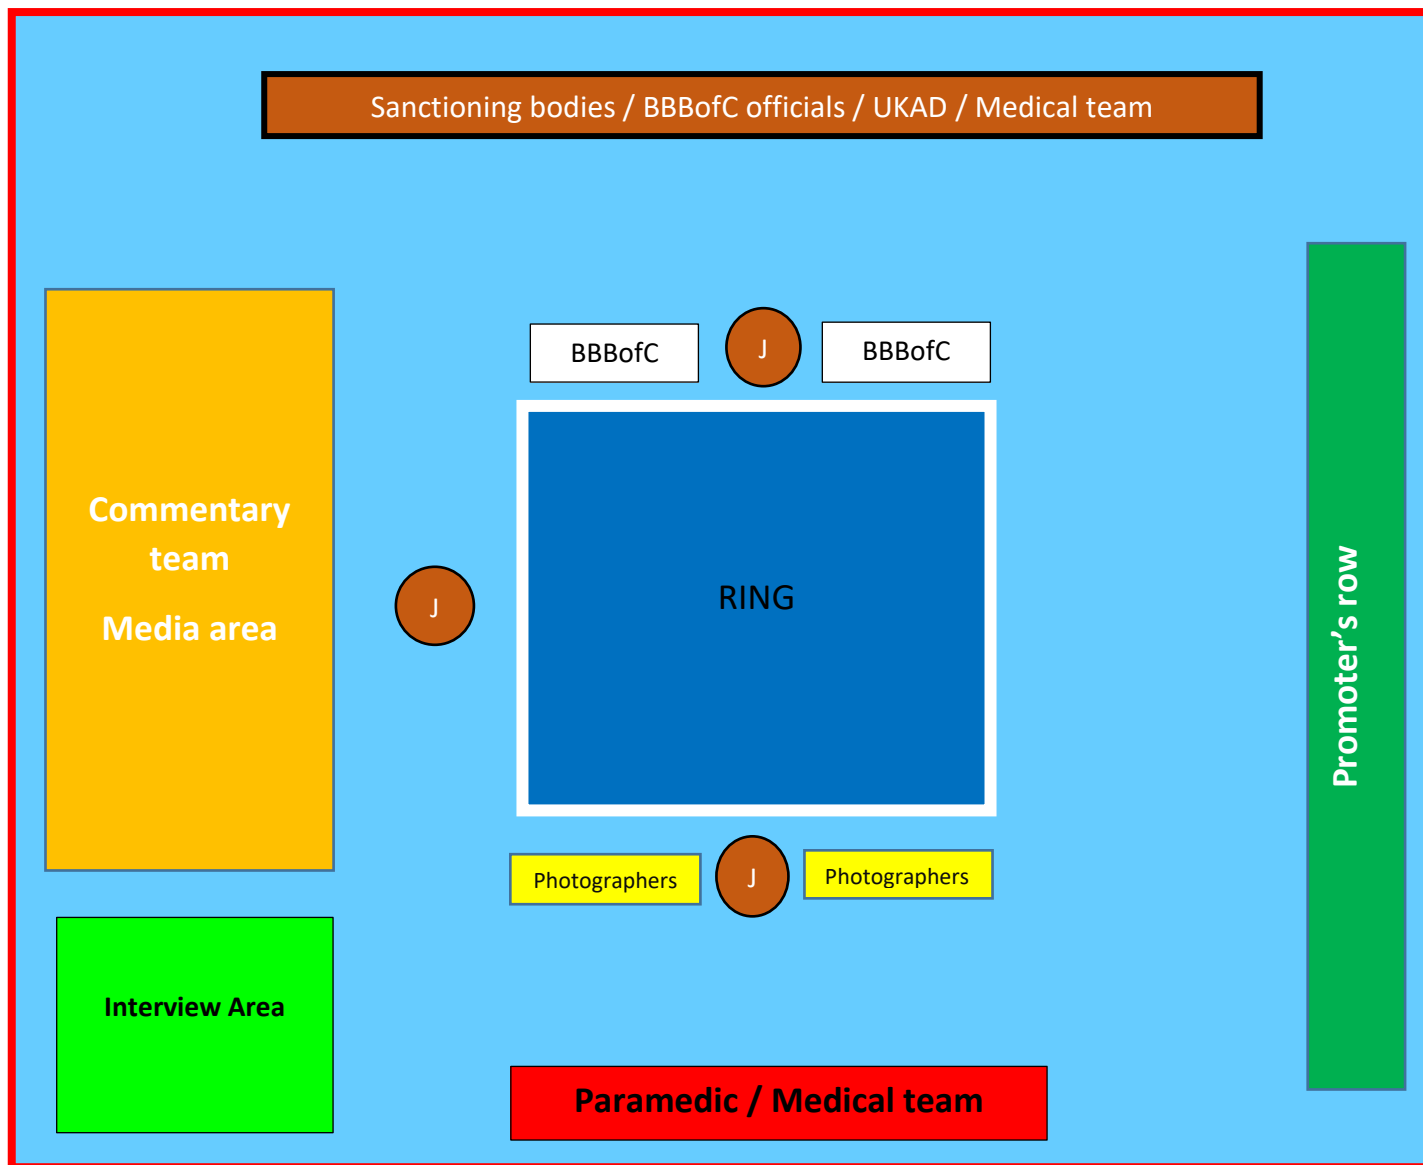 Sanctioning bodies / BBBofC officials / UKAD / Medical team
BBBofC
J
BBBofC
Commentary
team
Media area
J
RING
Promoter’s row
Photographers
J
Photographers
Interview Area
Paramedic / Medical team